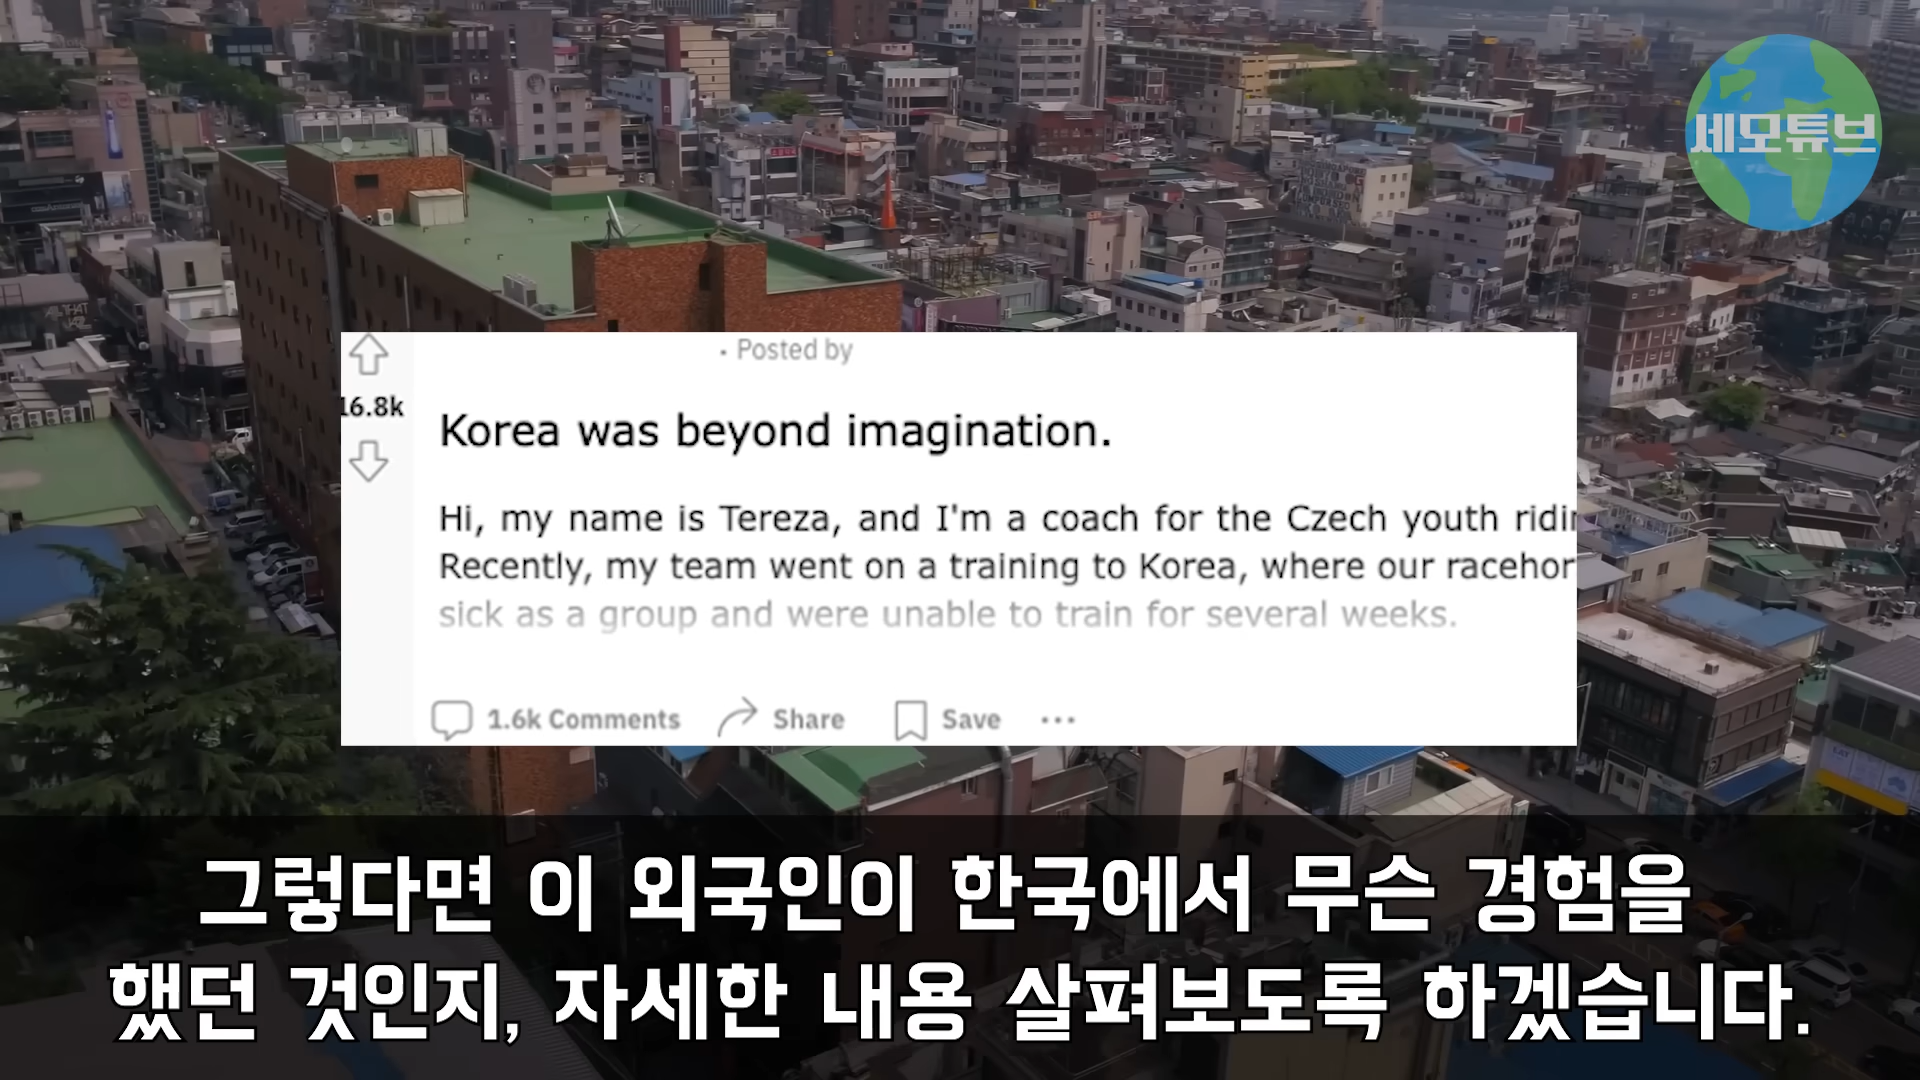 세모튜브
· Posted by
16.8k
Korea was beyond imagination.
Hi, my name is Tereza, and I'm a coach for the Czech youth ridin
Recently, my team went on a training to Korea, where our racehor
sick as a group and were unable to train for several weeks.
1.6k Comments Share Save ...
그렇다면 이 외국인이 한국에서 무슨 경험을
했던 것인지, 자세한 내용 살펴보도록 하겠습니다.